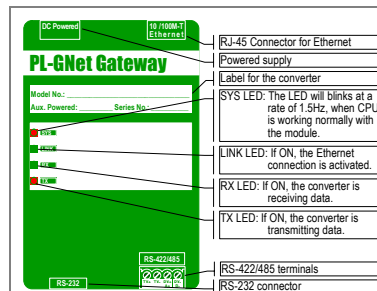 DC Powered
10 /100M-T
Ethernet
PL-GNet Gateway
Model No.:
Aux. Powered:
Series No.:
SYS
LINK
RX
TX
RS-422/485
RS-232
RJ-45 Connector for Ethernet
Powered supply
Label for the converter
SYS LED: The LED will blinks at a
rate of 1.5Hz, when CPU
is working normally with
the module.
LINK LED: If ON, the Ethernet
connection is activated.
RX LED: If ON, the converter is
receiving data.
TX LED: If ON, the converter is
transmitting data.
RS-422/485 terminals
RS-232 connector